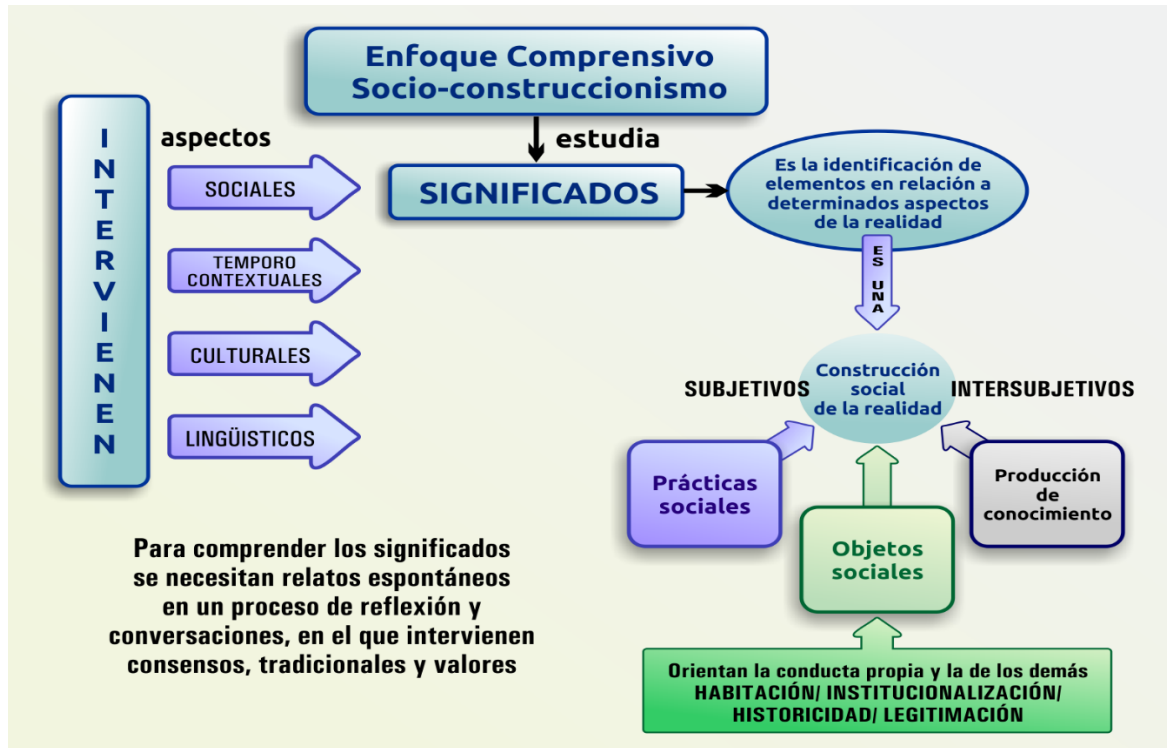 Enfoque Comprensivo
Socio-construccionismo
estudia
SIGNIFICADOS
Es la identificación de
elementos en relación a
determinados aspectos
de la realidad
ES UNA
Construcción
social
de la realidad
SUBJETIVOS
INTERSUBJETIVOS
Prácticas
sociales
Objetos
sociales
Producción
de
conocimiento
Orientan la conducta propia y la de los demás
HABITACIÓN/ INSTITUCIONALIZACIÓN/
HISTORICIDAD/ LEGITIMACIÓN
INTERVIENEN
aspectos
SOCIALES
TEMPORO
CONTEXTUALES
CULTURALES
LINGÜISTICOS
Para comprender los significados
se necesitan relatos espontáneos
en un proceso de reflexión y
conversaciones, en el que intervienen
consensos, tradicionales y valores